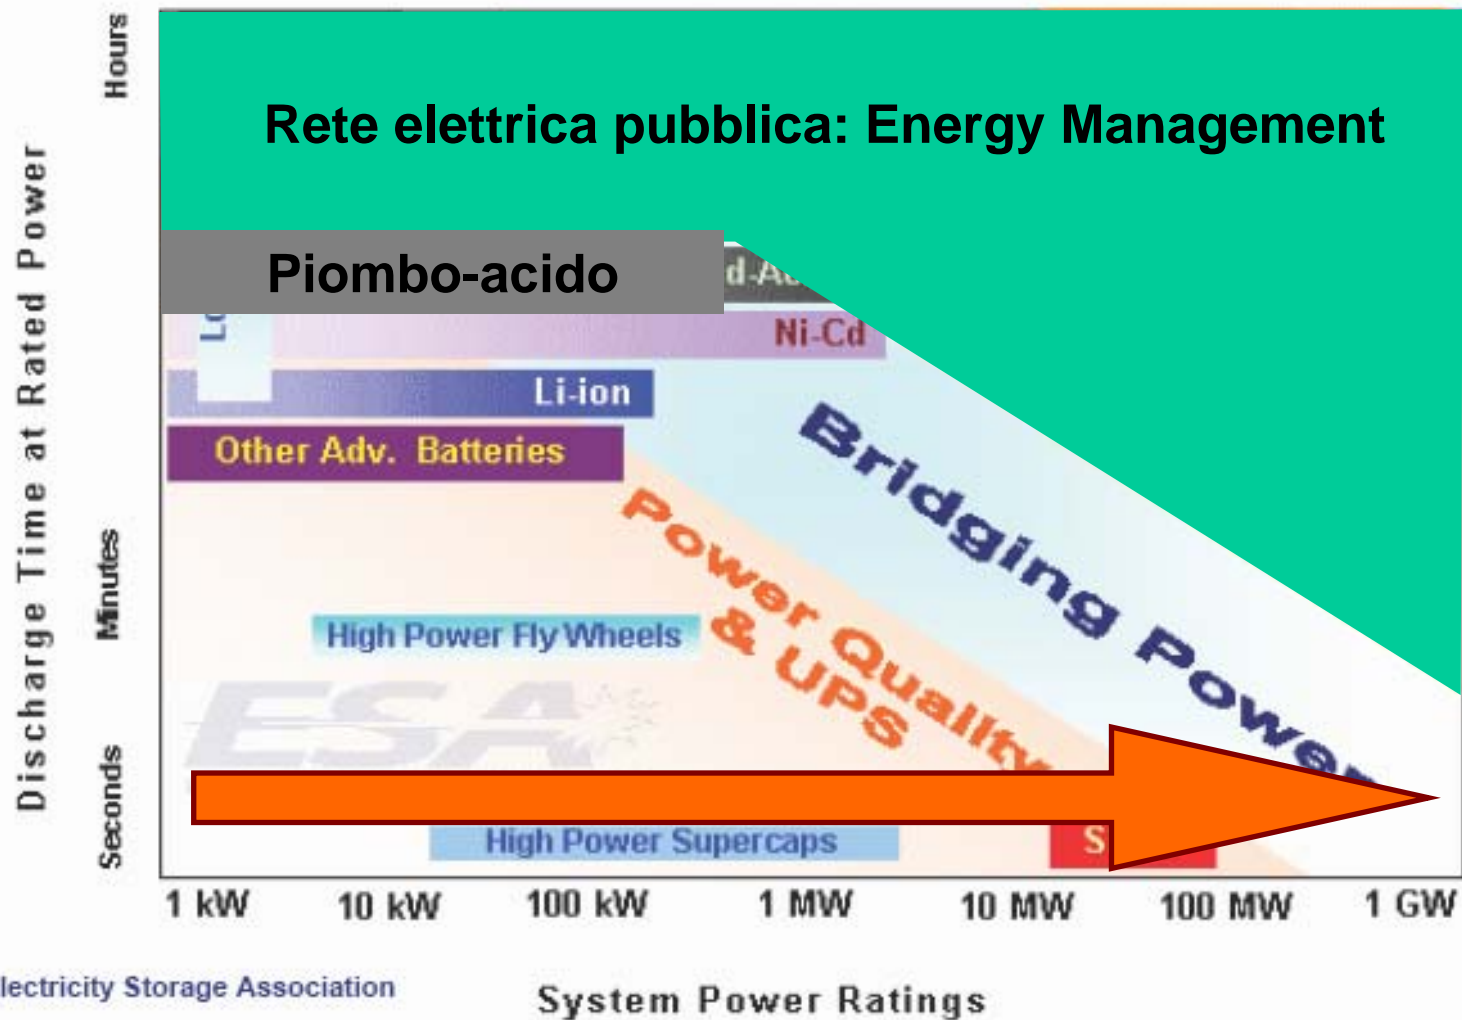 Hours
Rete elettrica pubblica: Energy Management
Discharge Time at Rated Power
Piombo-acido
Ni-Cd
Li-ion
Other Adv. Batteries
Bridging Power
Power Quality
& UPS
Minutes
High Power Fly Wheels
ESA
Seconds
High Power Supercaps
S
1 kW 10 kW 100 kW 1 MW 10 MW 100 MW 1 GW
lectricity Storage Association
System Power Ratings